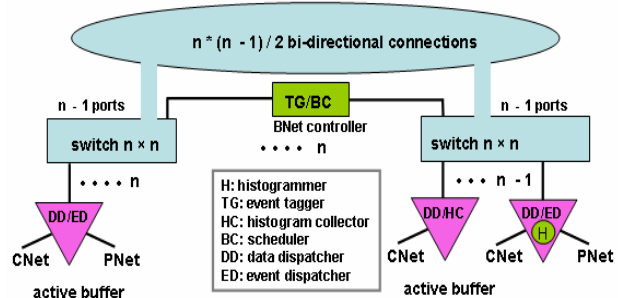 n * (n - 1) / 2 bi-directional connections
n - 1 ports
TG/BC
n - 1 ports
BNet controller
switch n × n
• • • • n
switch n × n
• • • • n
• • • n - 1
H: histogrammer
TG: event tagger
HC: histogram collector
BC: scheduler
DD: data dispatcher
ED: event dispatcher
DD/ED
DD/HC
DD/ED
H
CNet
PNet
CNet
PNet
active buffer
active buffer